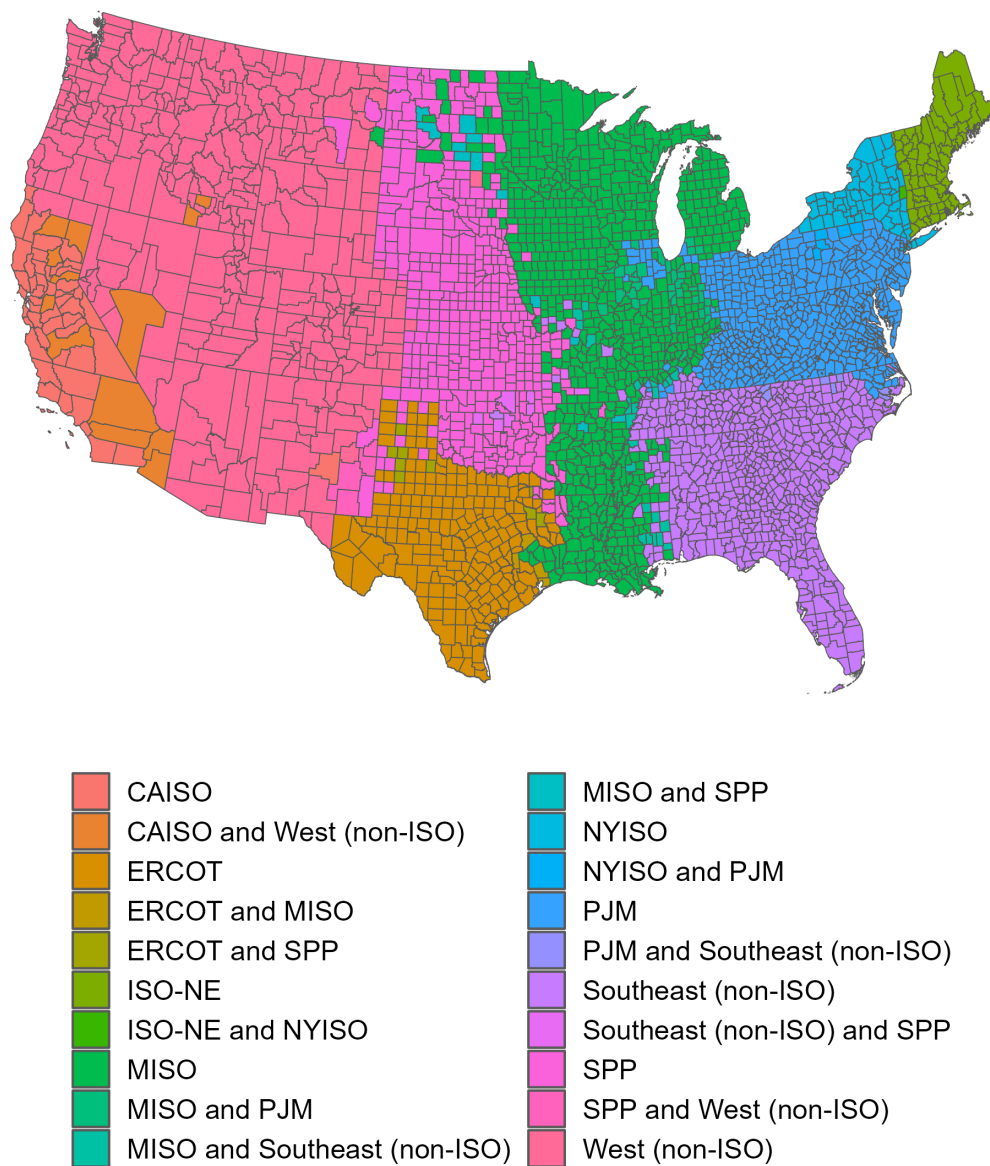 CAISO
CAISO and West (non-ISO)
ERCOT
ERCOT and MISO
ERCOT and SPP
ISO-NE
ISO-NE and NYISO
MISO
MISO and PJM
MISO and Southeast (non-ISO)
MISO and SPP
NYISO
NYISO and PJM
PJM
PJM and Southeast (non-ISO)
Southeast (non-ISO)
Southeast (non-ISO) and SPP
SPP
SPP and West (non-ISO)
West (non-ISO)